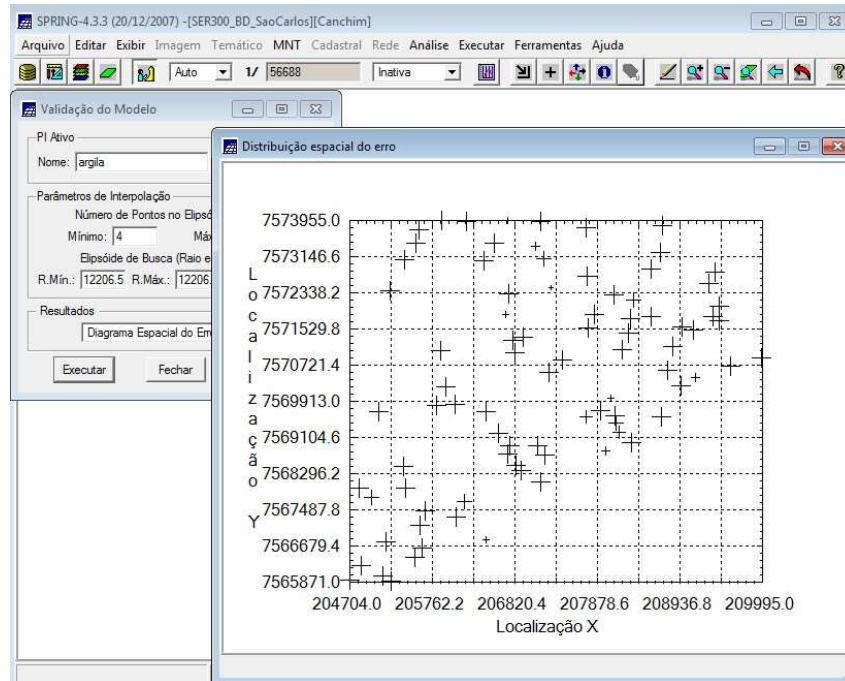 SPRING-4.3.3 (20/12/2007) -[SER300_BD_SaoCarlos][Canchim]
Arquivo Editar Exibir Imagem Temático MNT Cadastral Rede Análise Executar Ferramentas Ajuda
Auto 1/ 56688 Inativa
Validação do Modelo
PI Ativo
Nome: argila
Parâmetros de Interpolação
Número de Pontos no Elipsó
Mínimo: 4 Máx
Elipsóide de Busca (Raio e
R.Mín.: 12206.5 R.Máx.: 12206.
Resultados
Diagrama Espacial do Err
Executar Fechar
Distribuição espacial do erro
Localização Y
7573955.0
7573146.6
7572338.2
7571529.8
7570721.4
7569913.0
7569104.6
7568296.2
7567487.8
7566679.4
7565871.0
204704.0 205762.2 206820.4 207878.6 208936.8 209995.0
Localização X